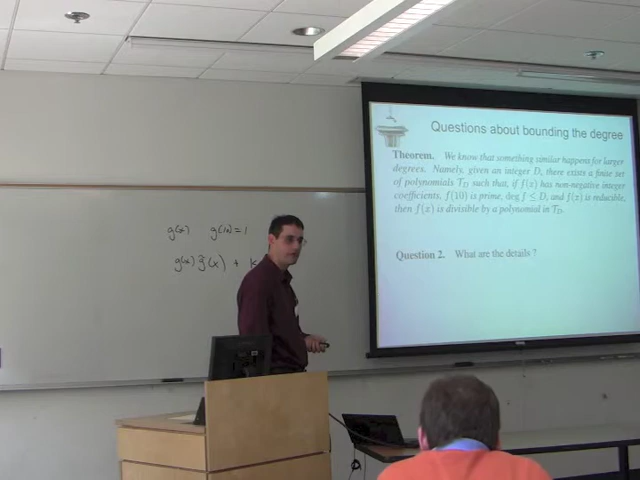 Questions about bounding the degree
Theorem. We know that something similar happens for larger
degrees. Namely, given an integer D, there exists a finite set
of polynomials T_D such that, if f(x) has non-negative integer
coefficients, f(10) is prime, deg f ≤ D, and f(x) is reducible,
then f(x) is divisible by a polynomial in T_D.
Question 2. What are the details ?
g(x) g(10)=1
g(x) g̃(x) + k